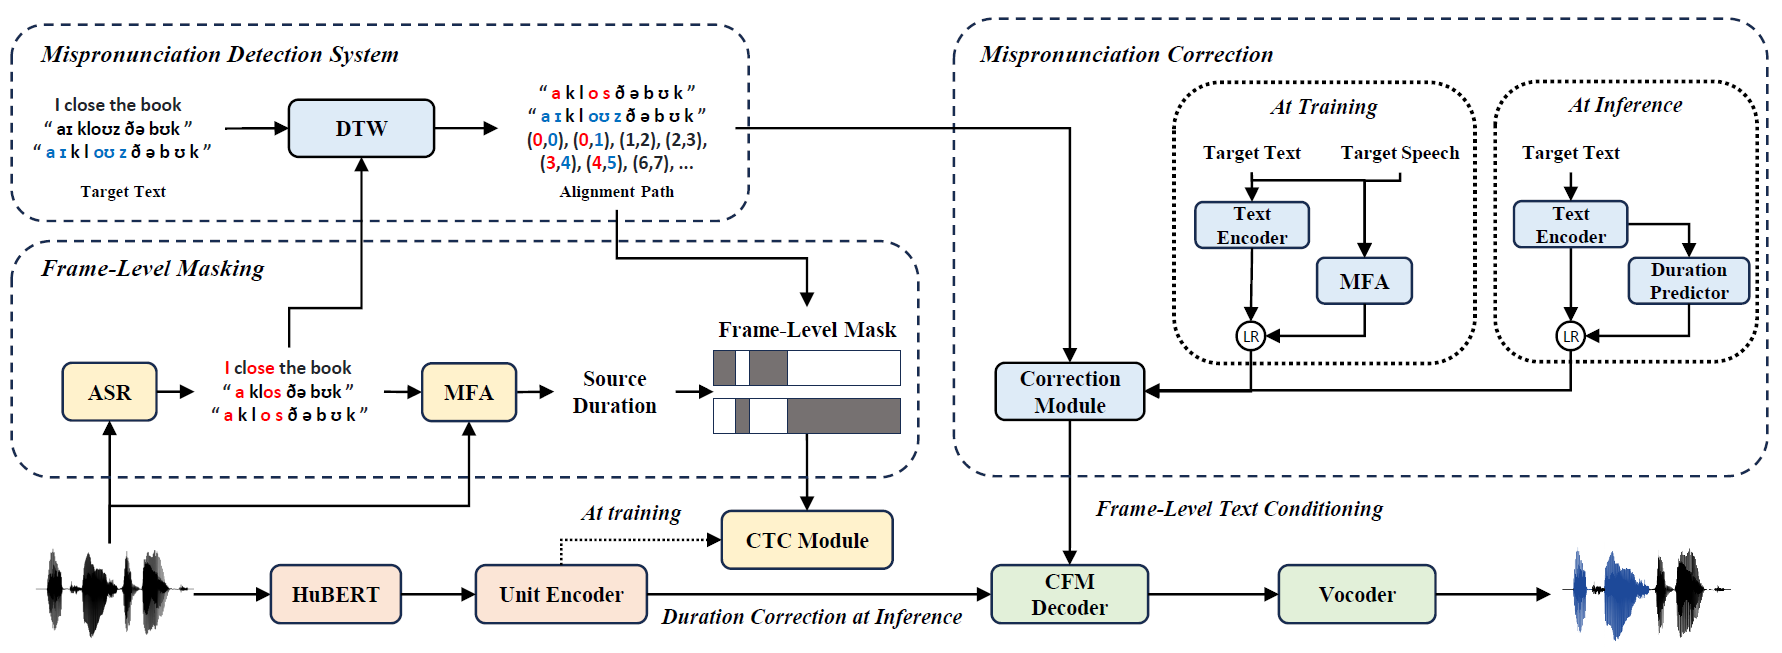 Mispronunciation Detection System
I close the book
“ aɪ kloʊz ðə bʊk”
“ a ɪ k l oʊ z ð ə b ʊ k ”
Target Text
DTW
“ a k l o s ð ə b ʊ k ”
“ a ɪ k l oʊ z ð ə b ʊ k ”
(0,0), (0,1), (1,2), (2,3),
(3,4), (4,5), (6,7), ...
Alignment Path
Frame-Level Masking
ASR
I close the book
“ a klos ðə bʊk”
“ a k l o s ð ə b ʊ k ”
MFA
Source
Duration
Frame-Level Mask
At training
CTC Module
HuBERT
Unit Encoder
Duration Correction at Inference
Mispronunciation Correction
At Training
Target Text
Target Speech
Text
Encoder
MFA
LR
At Inference
Target Text
Text
Encoder
Duration
Predictor
LR
Correction
Module
Frame-Level Text Conditioning
CFM
Decoder
Vocoder